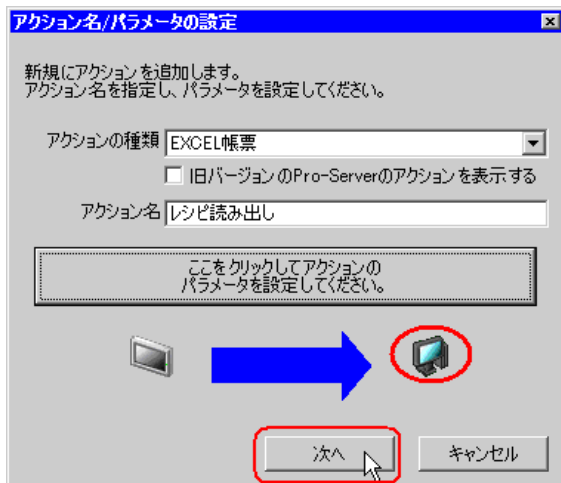 アクション名/パラメータの設定
新規にアクションを追加します。
アクション名を指定し、パラメータを設定してください。
アクションの種類 EXCEL帳票
旧バージョンのPro-Serverのアクションを表示する
アクション名 レシピ読み出し
ここをクリックしてアクションの
パラメータを設定してください。
次へ キャンセル